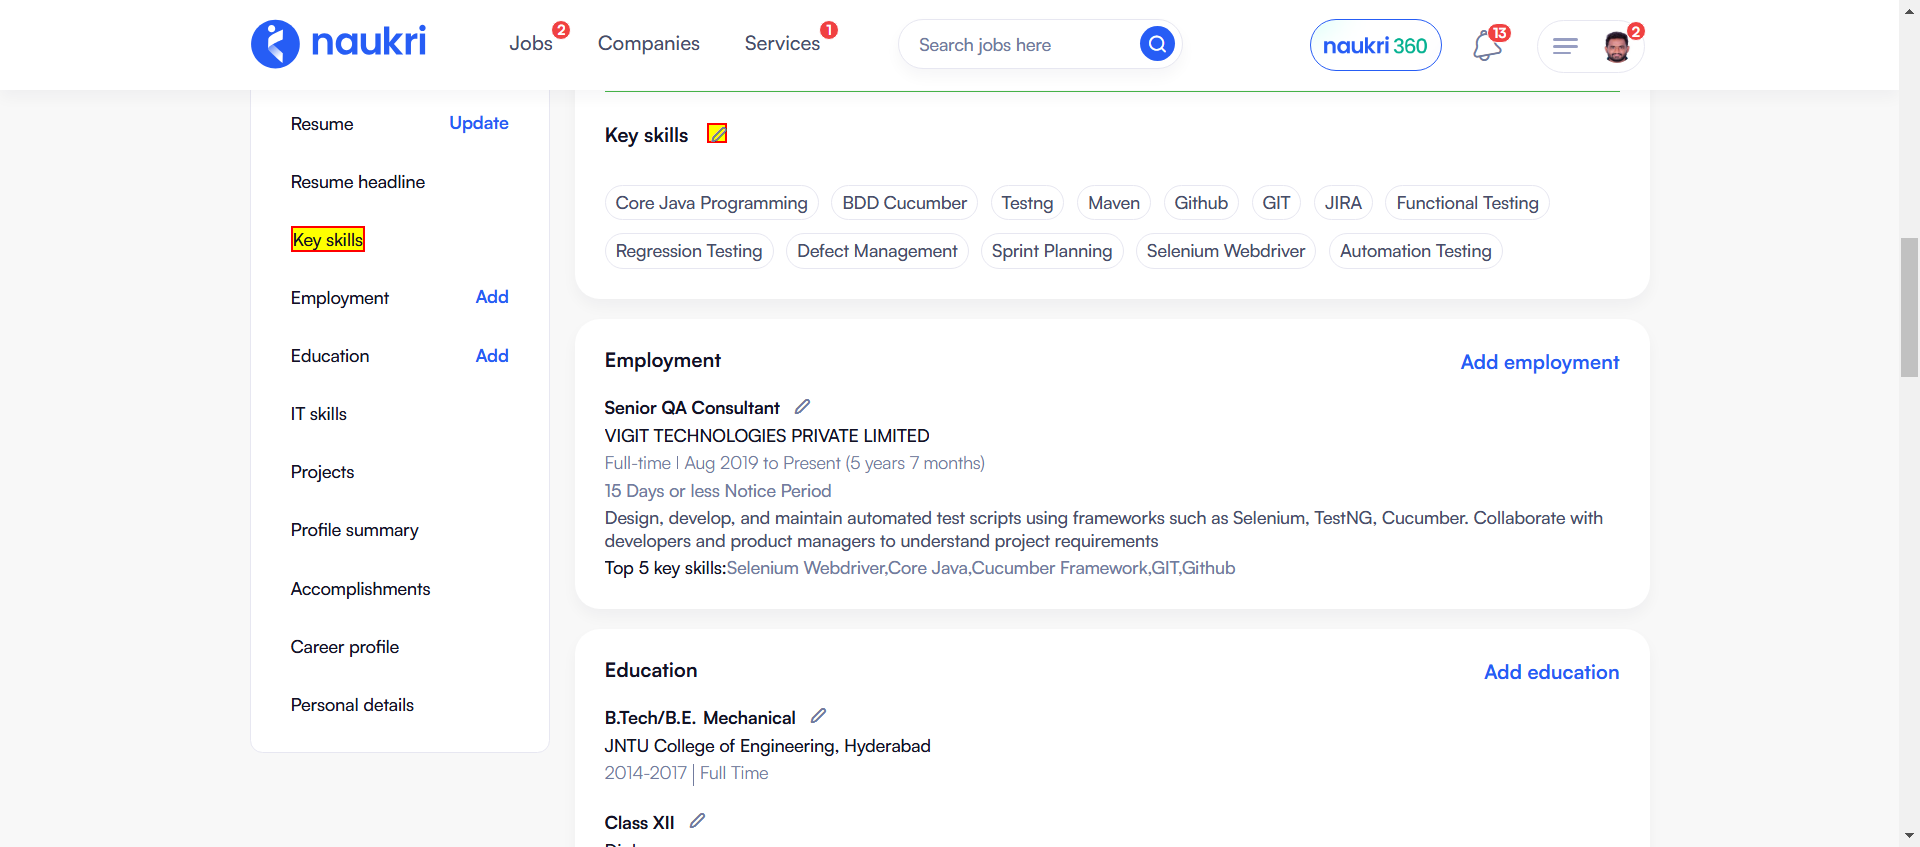 naukri Jobs 2 Companies Services 1 Search jobs here naukri 360 13 2
Resume Update
Resume headline
Key skills
Employment Add
Education Add
IT skills
Projects
Profile summary
Accomplishments
Career profile
Personal details
Key skills
Core Java Programming BDD Cucumber Testng Maven Github GIT JIRA Functional Testing
Regression Testing Defect Management Sprint Planning Selenium Webdriver Automation Testing
Employment Add employment
Senior QA Consultant
VIGIT TECHNOLOGIES PRIVATE LIMITED
Full-time | Aug 2019 to Present (5 years 7 months)
15 Days or less Notice Period
Design, develop, and maintain automated test scripts using frameworks such as Selenium, TestNG, Cucumber. Collaborate with
developers and product managers to understand project requirements
Top 5 key skills:Selenium Webdriver,Core Java,Cucumber Framework,GIT,Github
Education Add education
B.Tech/B.E. Mechanical
JNTU College of Engineering, Hyderabad
2014-2017 | Full Time
Class XII